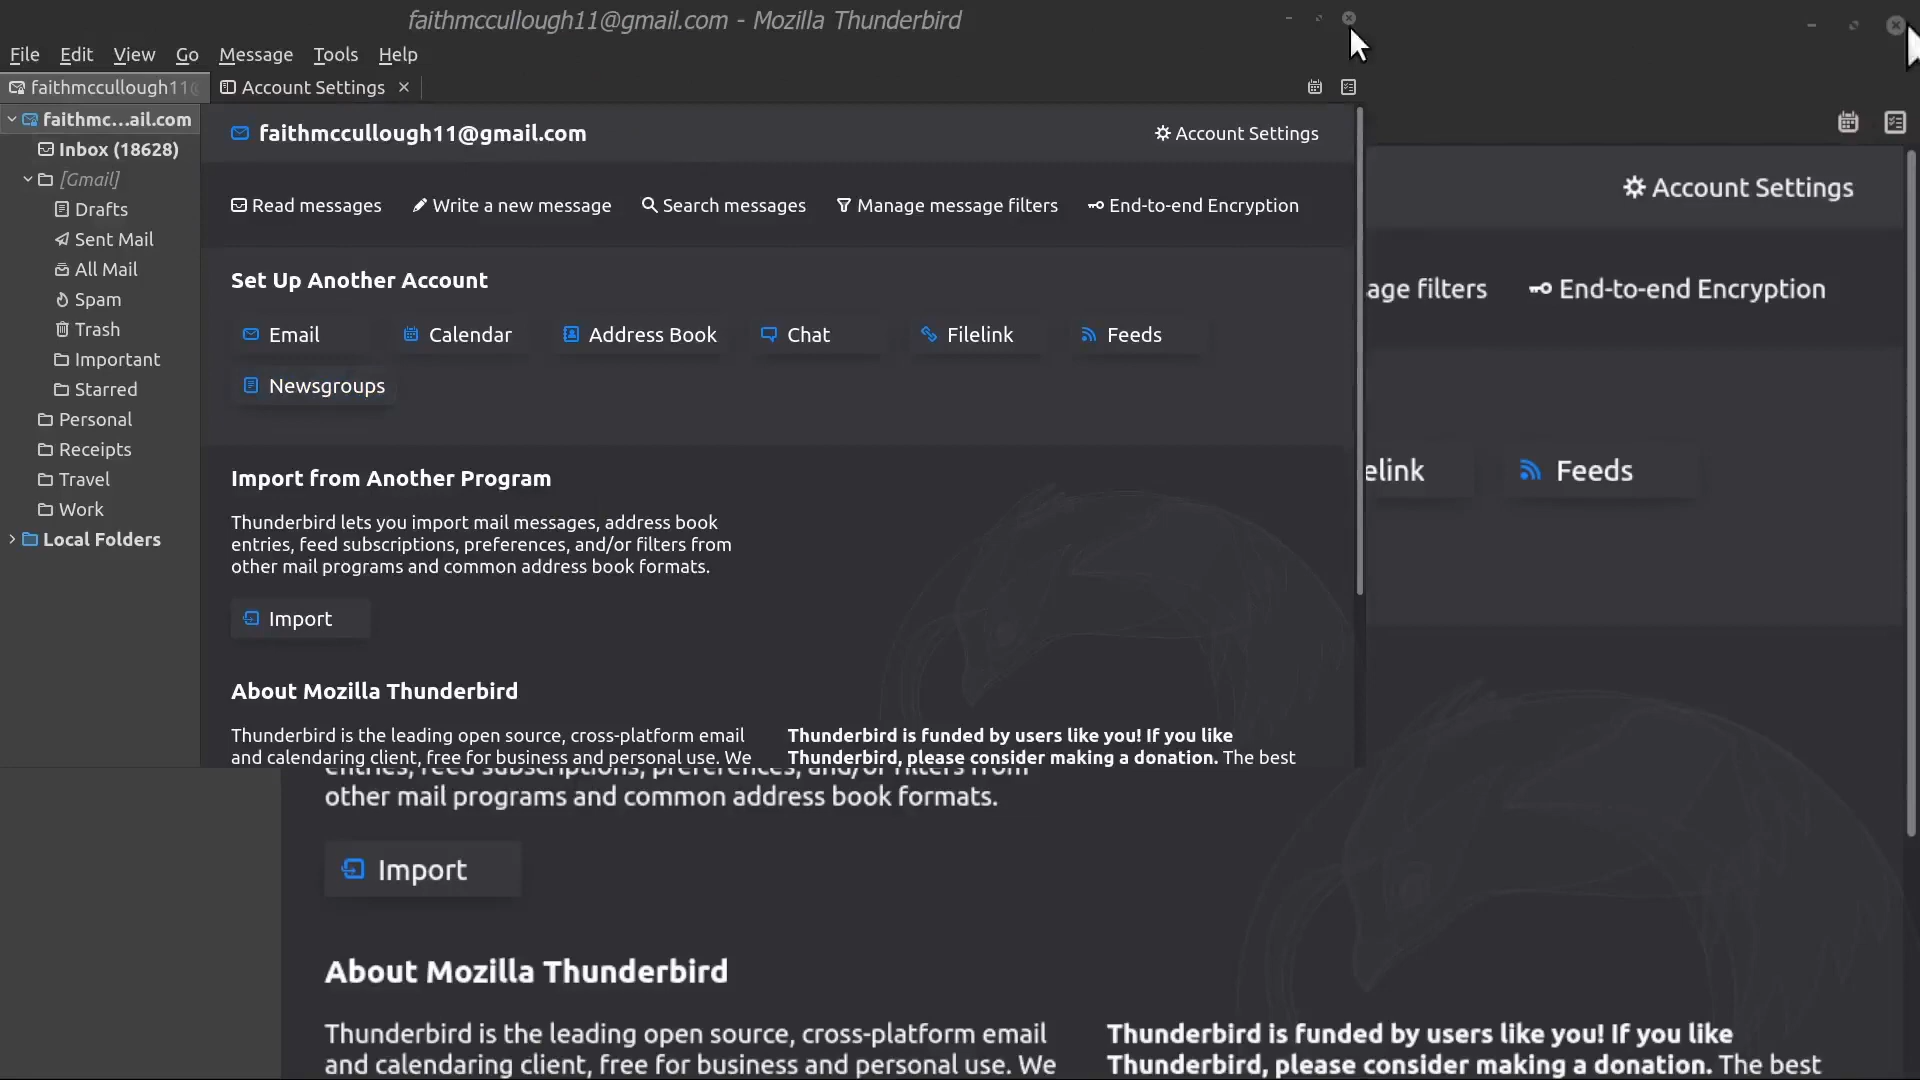 faithmccullough11@gmail.com - Mozilla Thunderbird
File Edit View Go Message Tools Help
faithmccullough11@ Account Settings
faithmc...ail.com
Inbox (18628)
[Gmail]
Drafts
Sent Mail
All Mail
Spam
Trash
Important
Starred
Personal
Receipts
Travel
Work
Local Folders
faithmccullough11@gmail.com
Account Settings
Read messages Write a new message Search messages Manage message filters End-to-end Encryption
Set Up Another Account
Email Calendar Address Book Chat Filelink Feeds
Newsgroups
Import from Another Program
Thunderbird lets you import mail messages, address book
entries, feed subscriptions, preferences, and/or filters from
other mail programs and common address book formats.
Import
About Mozilla Thunderbird
Thunderbird is the leading open source, cross-platform email
and calendaring client, free for business and personal use. We
Thunderbird is funded by users like you! If you like
Thunderbird, please consider making a donation. The best
Account Settings
age filters End-to-end Encryption
elink Feeds
entries, feed subscriptions, preferences, and/or filters from
other mail programs and common address book formats.
Import
About Mozilla Thunderbird
Thunderbird is the leading open source, cross-platform email
and calendaring client, free for business and personal use. We
Thunderbird is funded by users like you! If you like
Thunderbird, please consider making a donation. The best